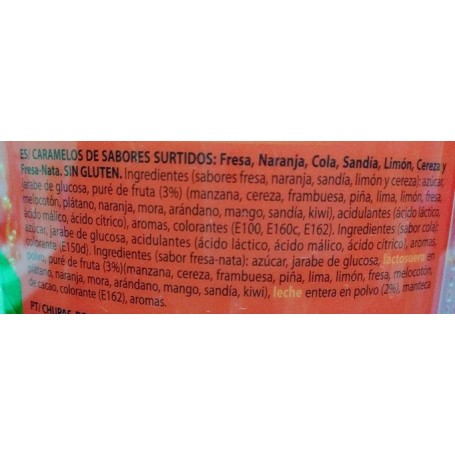 ES/ CARAMELOS DE SABORES SURTIDOS: Fresa, Naranja, Cola, Sandía, Limón, Cereza y
Fresa-Nata. SIN GLUTEN. Ingredientes (sabores fresa, naranja, sandía, limón y cereza): azúcar,
jarabe de glucosa, puré de fruta (3%) (manzana, cereza, frambuesa, piña, lima, limón, fresa,
melocotón, plátano, naranja, mora, arándano, mango, sandía, kiwi), acidulantes (ácido láctico,
ácido málico, ácido cítrico), aromas, colorantes (E100, E160c, E162). Ingredientes (sabor cola):
azúcar, jarabe de glucosa, acidulantes (ácido láctico, ácido málico, ácido cítrico), aromas,
colorante (E150d). Ingredientes (sabor fresa-nata): azúcar, jarabe de glucosa, lactosuero en
polvo, puré de fruta (3%)(manzana, cereza, frambuesa, piña, lima, limón, fresa, melocotón,
plátano, naranja, mora, arándano, mango, sandía, kiwi), leche entera en polvo (2%), manteca
de cacao, colorante (E162), aromas.
PT/ CHUPAS